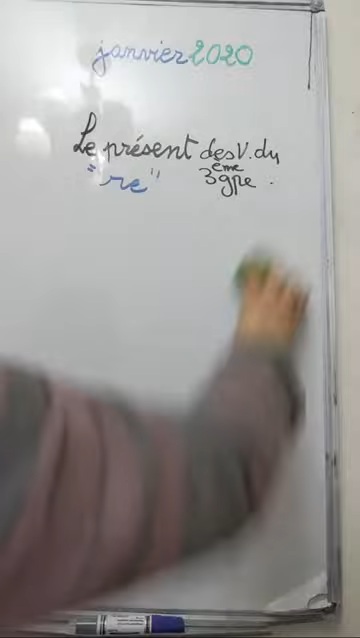 janvier 2020
Le présent des V. du
"re" 3ème gpe.